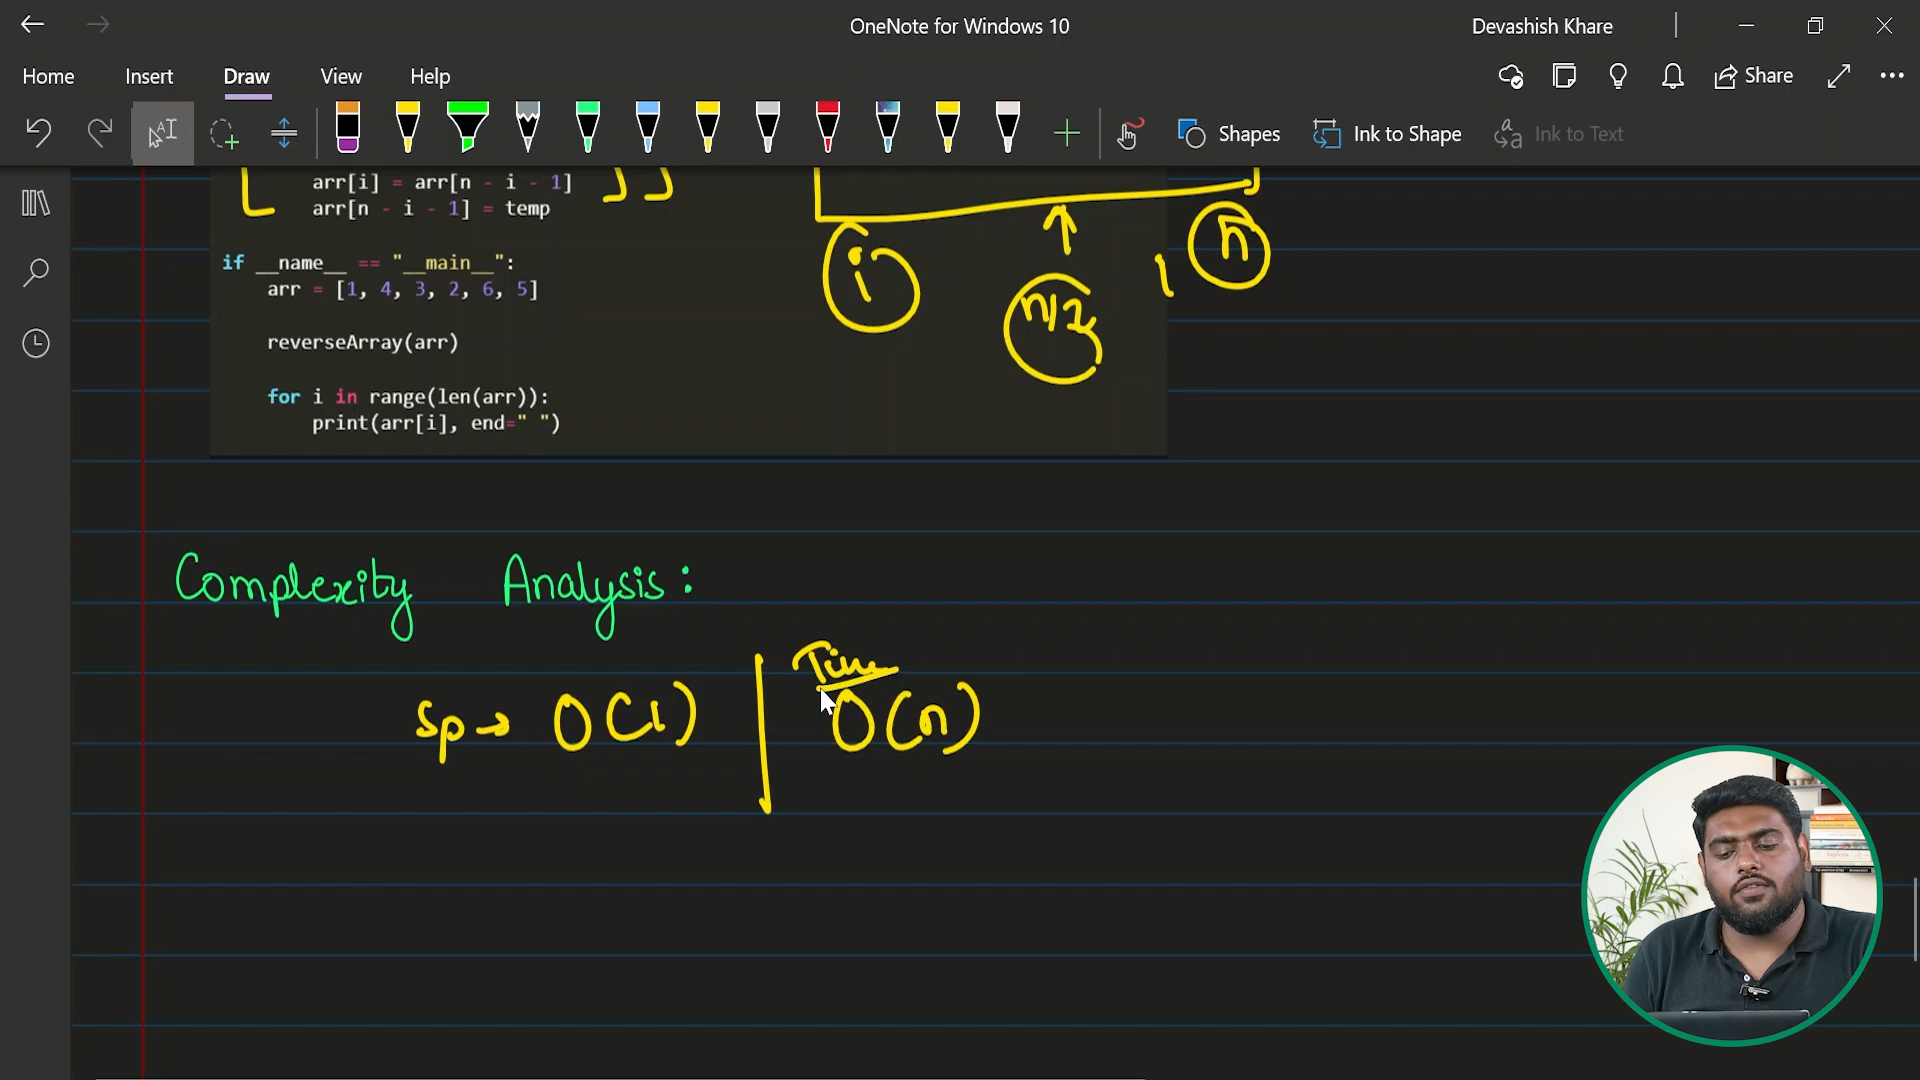 OneNote for Windows 10
Devashish Khare
Home Insert Draw View Help
Share
Shapes Ink to Shape Ink to Text
arr[i] = arr[n - i - 1]
arr[n - i - 1] = temp
if __name__ == "__main__":
arr = [1, 4, 3, 2, 6, 5]
reverseArray(arr)
for i in range(len(arr)):
print(arr[i], end=" ")
i n/2 n
Complexity Analysis:
Time
Sp→ O(1) O(n)